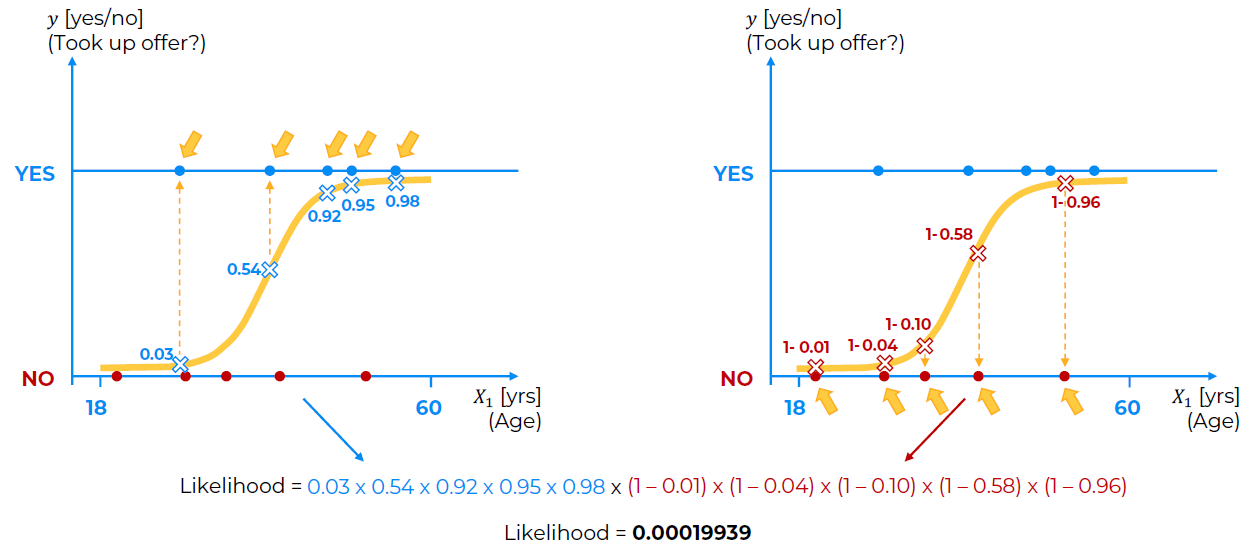 y [yes/no]
(Took up offer?)
YES
0.92
0.95
0.98
0.54
0.03
NO
18
60
X₁ [yrs]
(Age)
y [yes/no]
(Took up offer?)
YES
1-0.96
1-0.58
1-0.10
1-0.01
1-0.04
NO
18
60
X₁ [yrs]
(Age)
Likelihood = 0.03 x 0.54 x 0.92 x 0.95 x 0.98 x (1 – 0.01) x (1 – 0.04) x (1 – 0.10) x (1 – 0.58) x (1 – 0.96)
Likelihood = 0.00019939